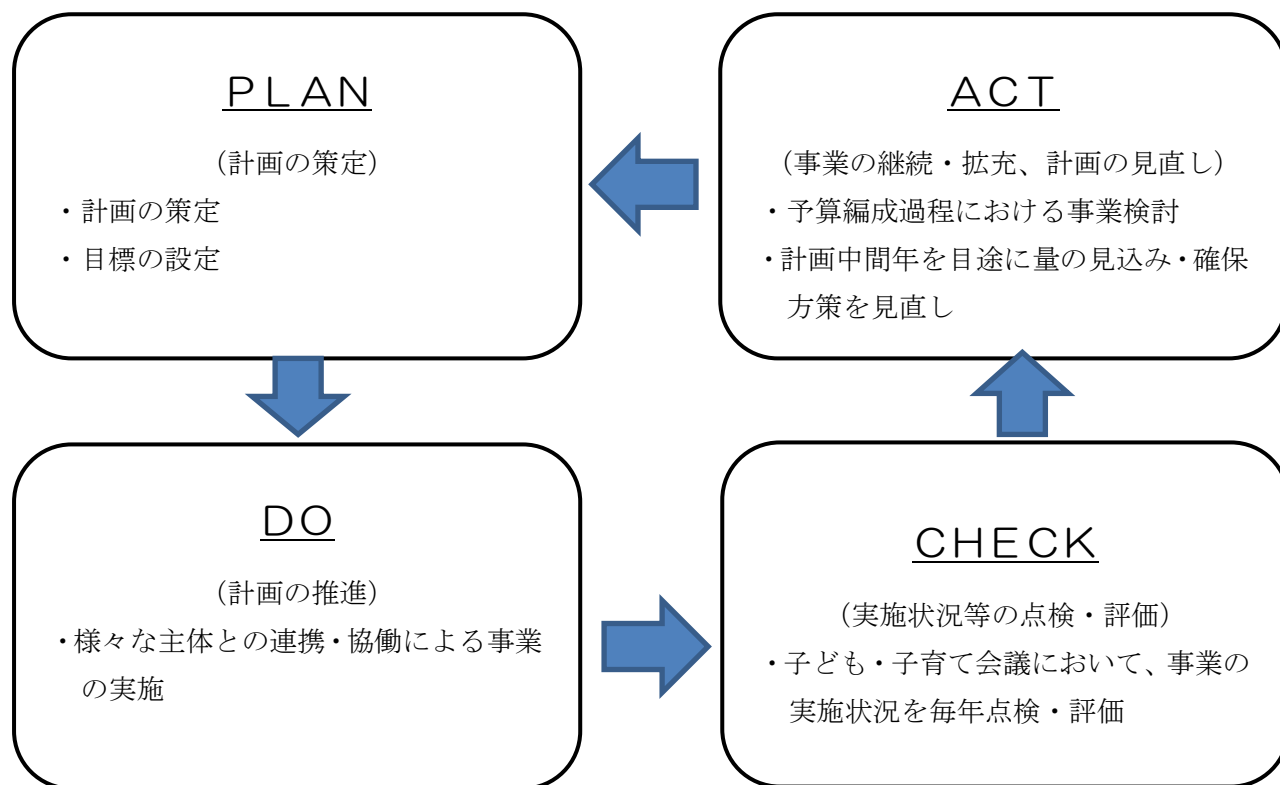 ＰＬＡＮ
（計画の策定）
・計画の策定
・目標の設定
ＡＣＴ
（事業の継続・拡充、計画の見直し）
・予算編成過程における事業検討
・計画中間年を目途に量の見込み・確保
方策を見直し
ＤＯ
（計画の推進）
・様々な主体との連携・協働による事業
の実施
ＣＨＥＣＫ
（実施状況等の点検・評価）
・子ども・子育て会議において、事業の
実施状況を毎年点検・評価